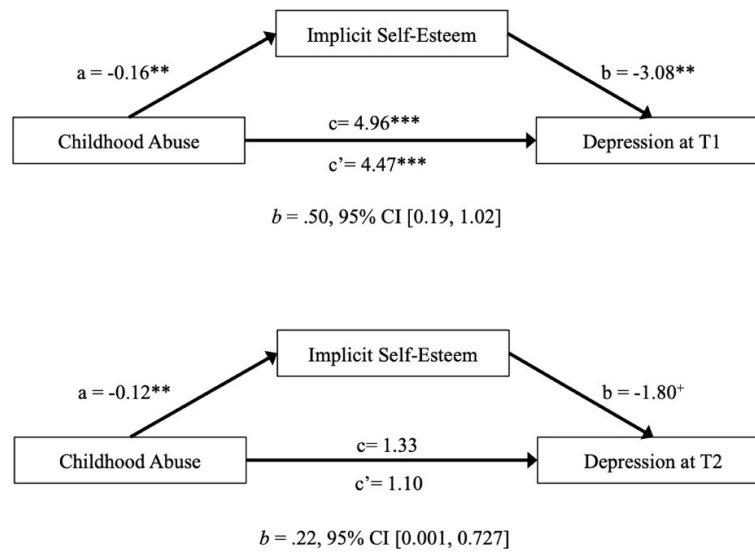 Implicit Self-Esteem
a = -0.16**
b = -3.08**
Childhood Abuse
c= 4.96***
c’= 4.47***
Depression at T1
b = .50, 95% CI [0.19, 1.02]
Implicit Self-Esteem
a = -0.12**
b = -1.80⁺
Childhood Abuse
c= 1.33
c’= 1.10
Depression at T2
b = .22, 95% CI [0.001, 0.727]